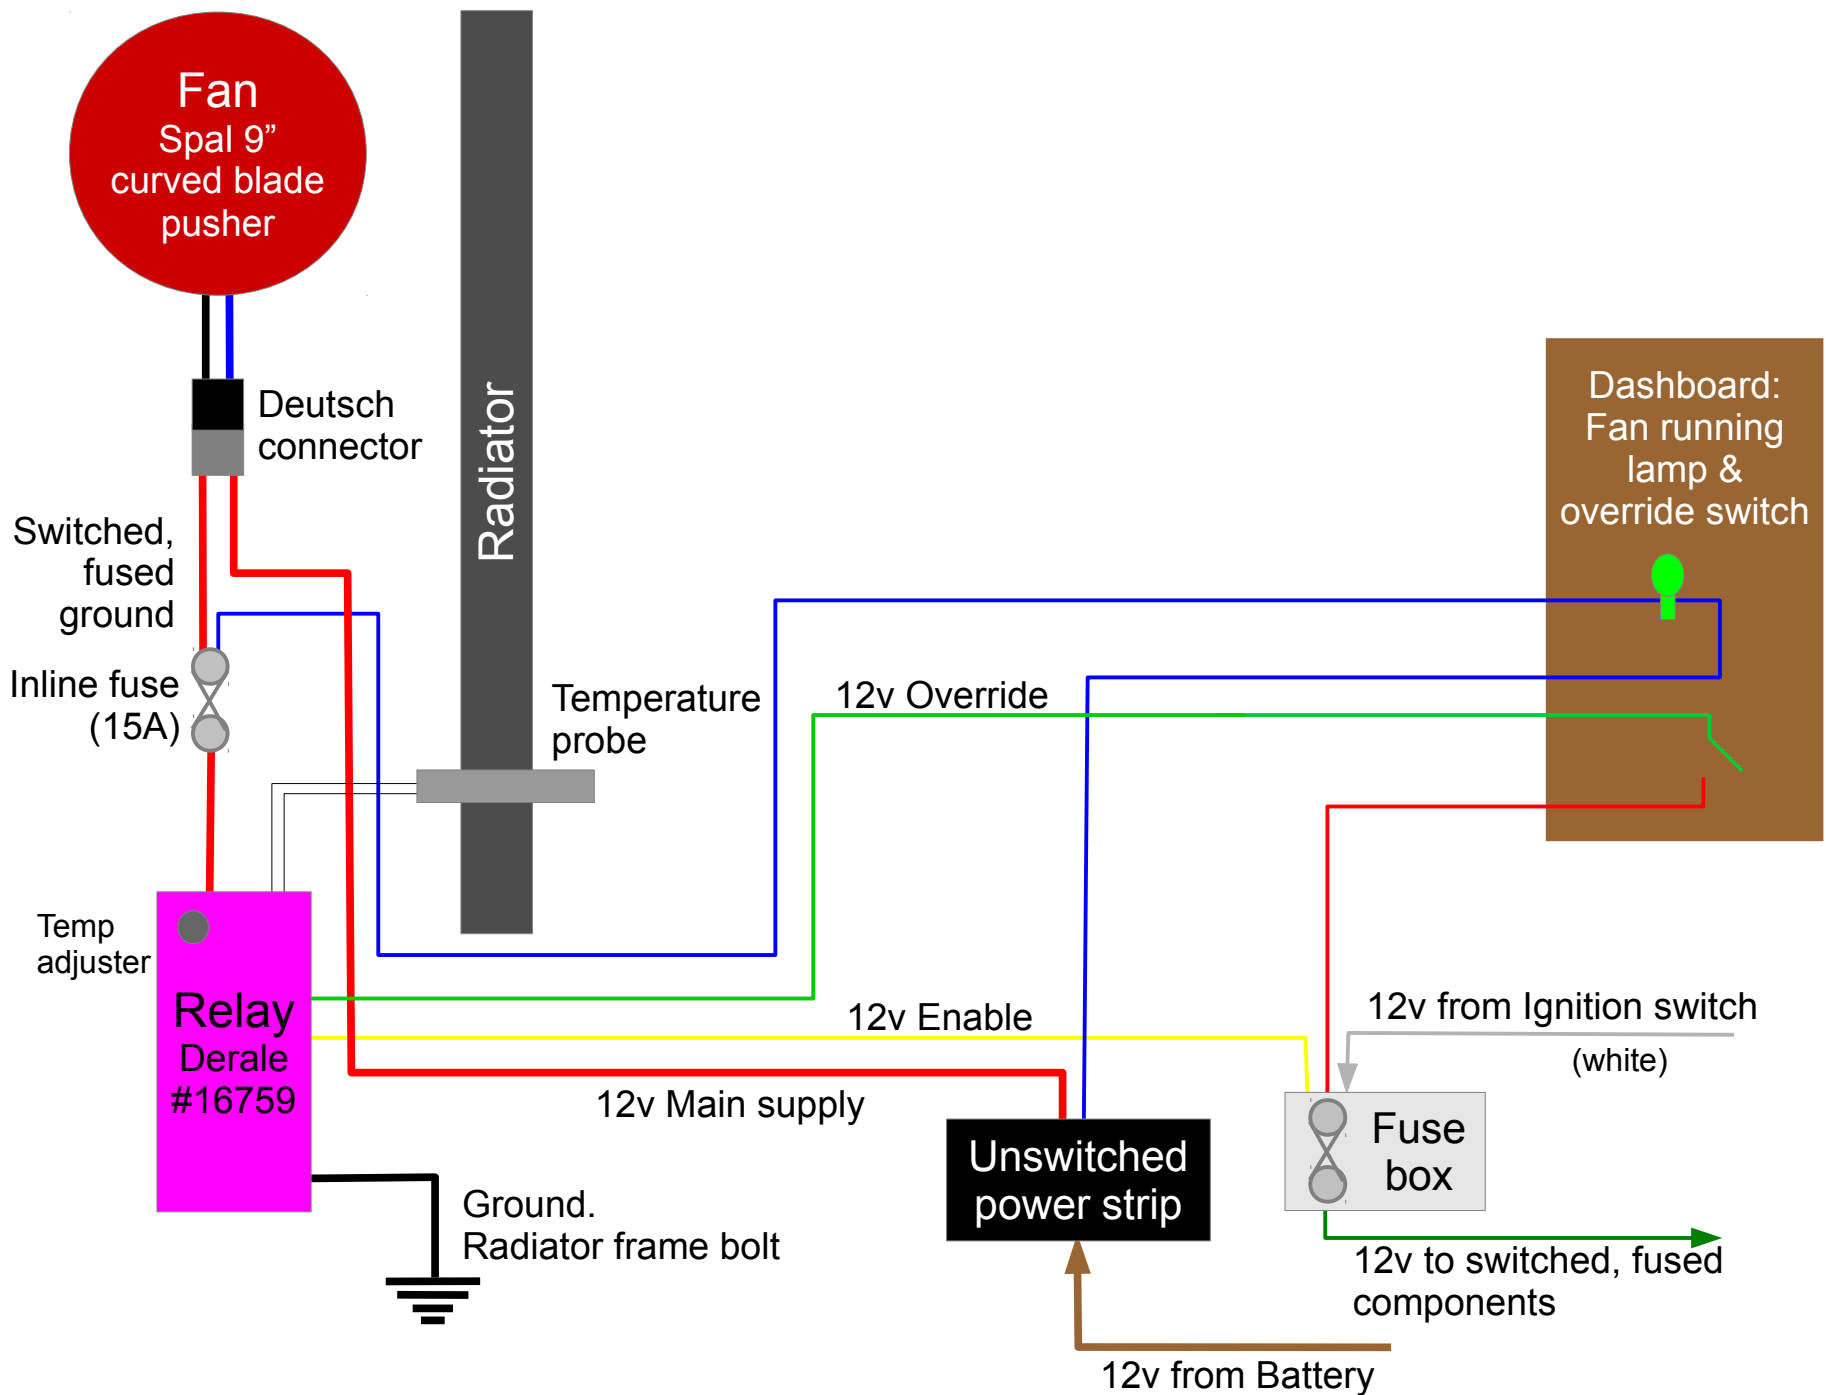 Fan
Spal 9”
curved blade
pusher
Deutsch
connector
Radiator
Dashboard:
Fan running
lamp &
override switch
Switched,
fused
ground
Inline fuse
(15A)
Temperature
probe
12v Override
Temp
adjuster
Relay
Derale
#16759
12v Enable
12v from Ignition switch
(white)
12v Main supply
Unswitched
power strip
Fuse
box
Ground.
Radiator frame bolt
12v to switched, fused
components
12v from Battery